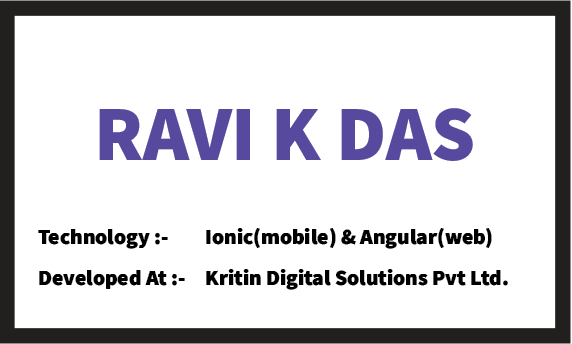 RAVI K DAS
Technology :- Ionic(mobile) & Angular(web)
Developed At :- Kritin Digital Solutions Pvt Ltd.